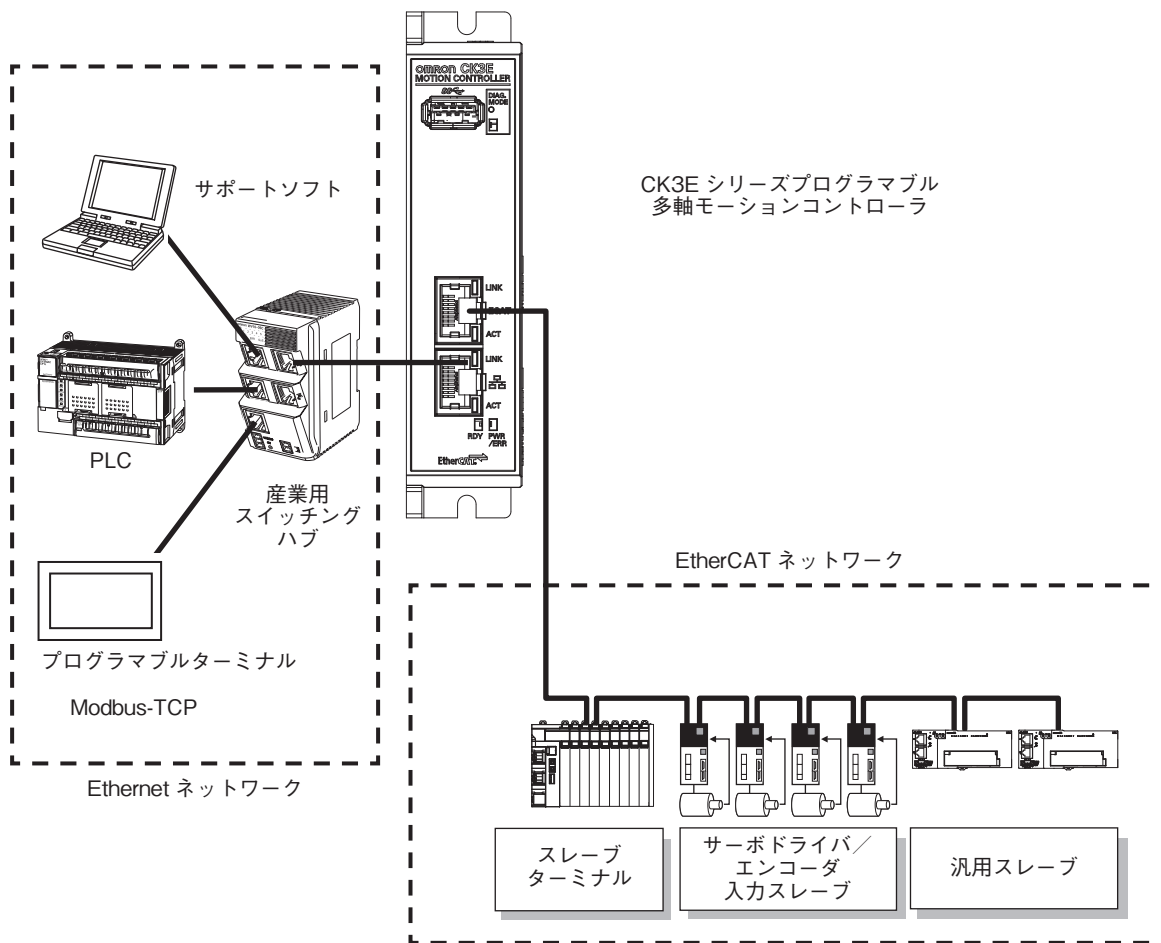 omron CK3E
MOTION CONTROLLER
DIAG.
MODE
サポートソフト
CK3E シリーズプログラマブル
多軸モーションコントローラ
LINK
ACT
LINK
ACT
RDY PWR
/ERR
EtherCAT
PLC
産業用
スイッチング
ハブ
プログラマブルターミナル
Modbus-TCP
Ethernet ネットワーク
EtherCAT ネットワーク
スレーブ
ターミナル
サーボドライバ／
エンコーダ
入力スレーブ
汎用スレーブ